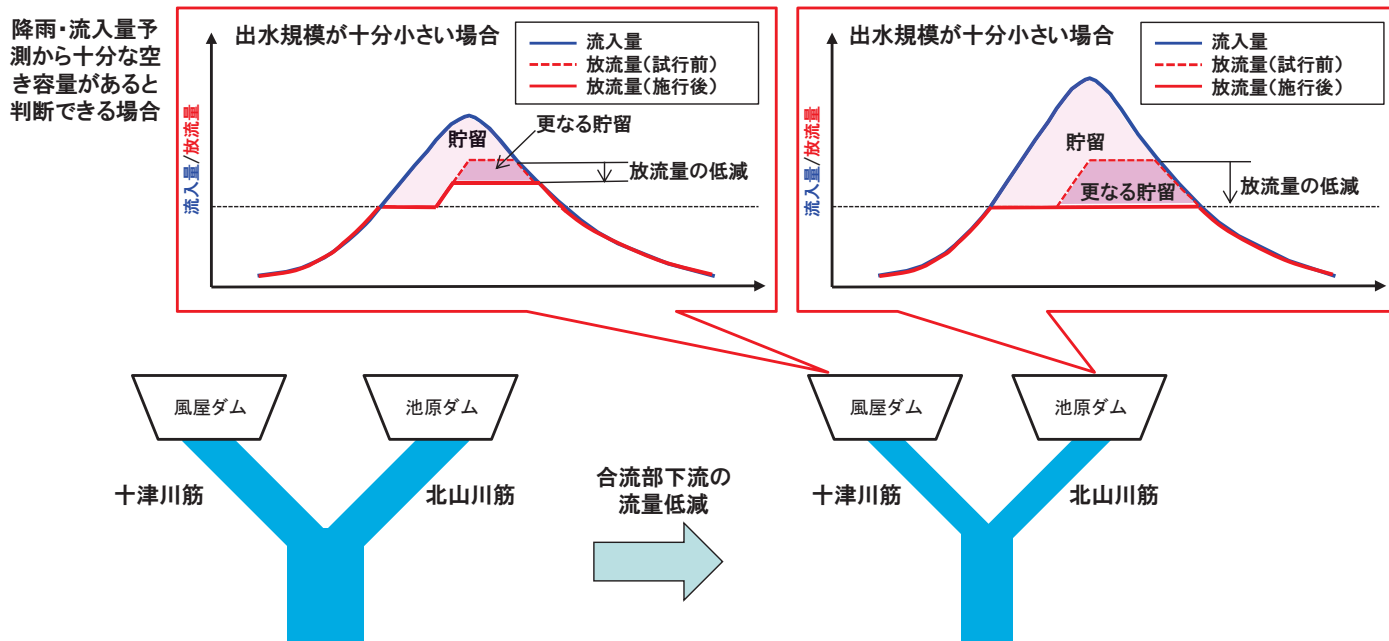 降雨・流入量予
測から十分な空
き容量があると
判断できる場合
出水規模が十分小さい場合
流入量
放流量(試行前)
放流量(施行後)
流入量/放流量
貯留
更なる貯留
放流量の低減
出水規模が十分小さい場合
流入量
放流量(試行前)
放流量(施行後)
流入量/放流量
貯留
更なる貯留
放流量の低減
風屋ダム
池原ダム
十津川筋
北山川筋
合流部下流の
流量低減
風屋ダム
池原ダム
十津川筋
北山川筋